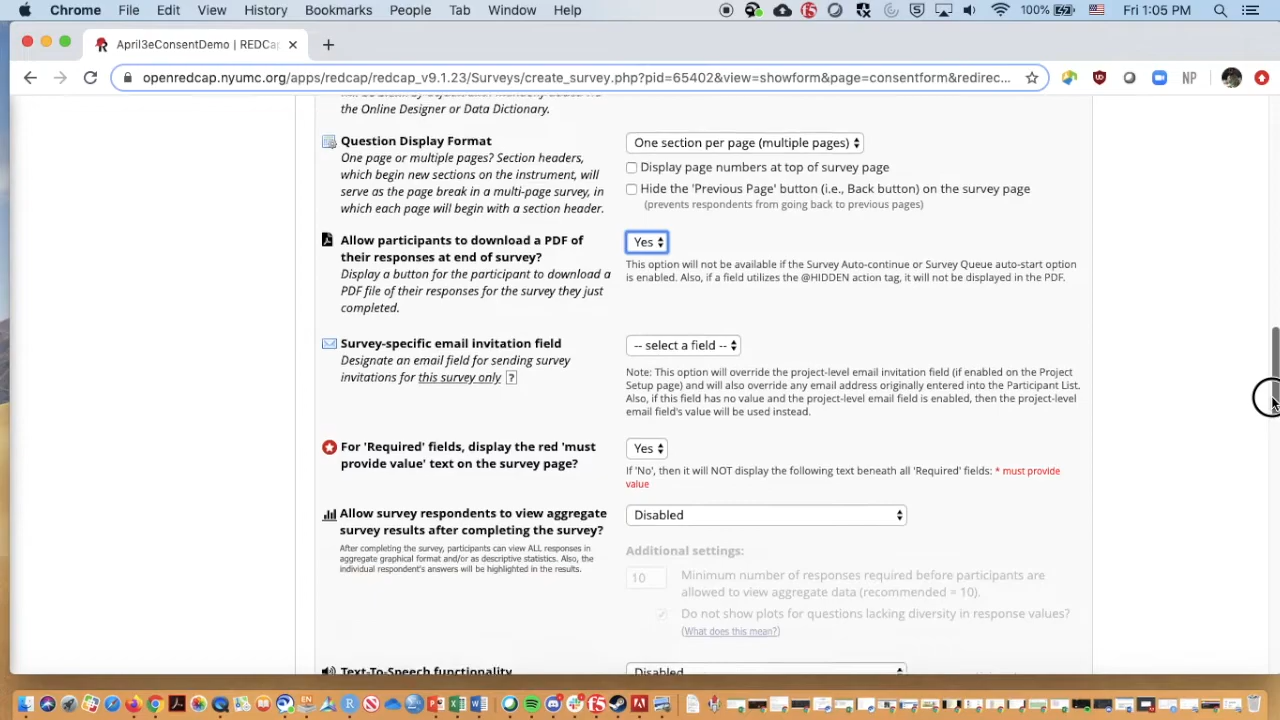 Chrome File Edit View History Bookmarks People Tab Window Help 100% Fri 1:05 PM
April3eConsentDemo | REDCap
openredcap.nyumc.org/apps/redcap/redcap_v9.1.23/Surveys/create_survey.php?pid=65402&view=showform&page=consentform&redirec... NP
the Online Designer or Data Dictionary.
Question Display Format
One page or multiple pages? Section headers,
which begin new sections on the instrument, will
serve as the page break in a multi-page survey, in
which each page will begin with a section header.
One section per page (multiple pages)
Display page numbers at top of survey page
Hide the 'Previous Page' button (i.e., Back button) on the survey page
(prevents respondents from going back to previous pages)
Allow participants to download a PDF of
their responses at end of survey?
Display a button for the participant to download a
PDF file of their responses for the survey they just
completed.
Yes
This option will not be available if the Survey Auto-continue or Survey Queue auto-start option
is enabled. Also, if a field utilizes the @HIDDEN action tag, it will not be displayed in the PDF.
Survey-specific email invitation field
Designate an email field for sending survey
invitations for this survey only ?
-- select a field --
Note: This option will override the project-level email invitation field (if enabled on the Project
Setup page) and will also override any email address originally entered into the Participant List.
Also, if this field has no value and the project-level email field is enabled, then the project-level
email field's value will be used instead.
For 'Required' fields, display the red 'must
provide value' text on the survey page?
Yes
If 'No', then it will NOT display the following text beneath all 'Required' fields: * must provide
value
Allow survey respondents to view aggregate
survey results after completing the survey?
After completing the survey, participants can view ALL responses in
aggregate graphical format and/or as descriptive statistics. Also, the
individual respondent's answers will be highlighted in the results.
Disabled
Additional settings:
10 Minimum number of responses required before participants are
allowed to view aggregate data (recommended = 10).
Do not show plots for questions lacking diversity in response values?
(What does this mean?)
Text-To-Speech functionality
Disabled